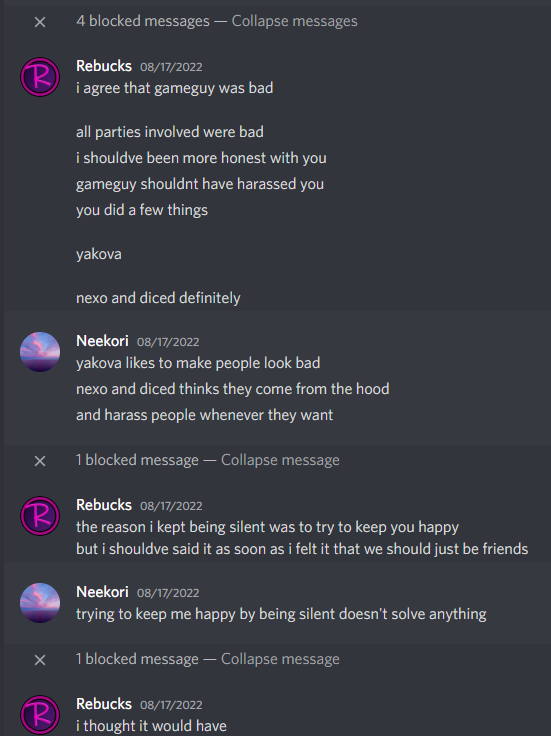 4 blocked messages — Collapse messages
Rebucks 08/17/2022
i agree that gameguy was bad
all parties involved were bad
i shouldve been more honest with you
gameguy shouldnt have harassed you
you did a few things
yakova
nexo and diced definitely
Neekori 08/17/2022
yakova likes to make people look bad
nexo and diced thinks they come from the hood
and harass people whenever they want
1 blocked message — Collapse message
Rebucks 08/17/2022
the reason i kept being silent was to try to keep you happy
but i shouldve said it as soon as i felt it that we should just be friends
Neekori 08/17/2022
trying to keep me happy by being silent doesn't solve anything
1 blocked message — Collapse message
Rebucks 08/17/2022
i thought it would have